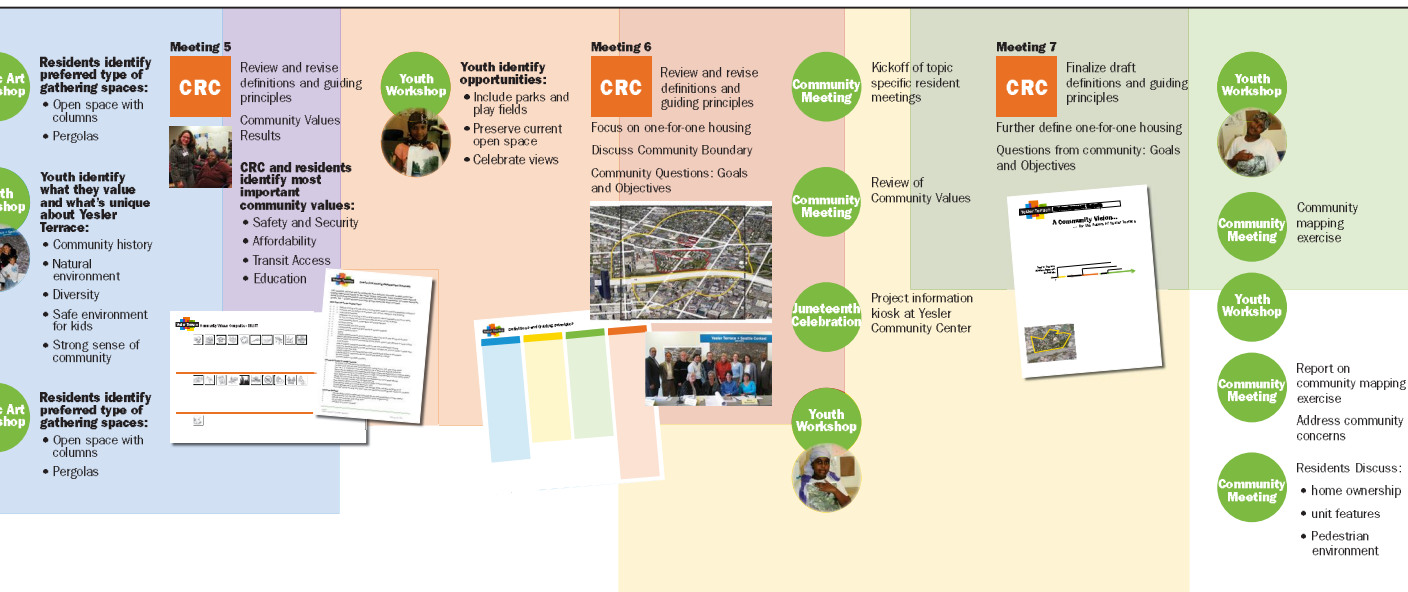 c Art
shop
Residents identify
preferred type of
gathering spaces:
• Open space with
columns
• Pergolas
th
shop
Youth identify
what they value
and what's unique
about Yesler
Terrace:
• Community history
• Natural
environment
• Diversity
• Safe environment
for kids
• Strong sense of
community
c Art
shop
Residents identify
preferred type of
gathering spaces:
• Open space with
columns
• Pergolas
Meeting 5
CRC
Review and revise
definitions and guiding
principles
Community Values
Results
CRC and residents
identify most
important
community values:
• Safety and Security
• Affordability
• Transit Access
• Education
Youth
Workshop
Youth identify
opportunities:
• Include parks and
play fields
• Preserve current
open space
• Celebrate views
Definitions and Guiding Principles
Meeting 6
CRC
Review and revise
definitions and
guiding principles
Focus on one-for-one housing
Discuss Community Boundary
Community Questions: Goals
and Objectives
Community
Meeting
Kickoff of topic
specific resident
meetings
Community
Meeting
Review of
Community Values
Juneteenth
Celebration
Project information
kiosk at Yesler
Community Center
Youth
Workshop
Meeting 7
CRC
Finalize draft
definitions and guiding
principles
Further define one-for-one housing
Questions from community: Goals
and Objectives
A Community Vision...
Youth
Workshop
Community
Meeting
Community
mapping
exercise
Youth
Workshop
Community
Meeting
Report on
community mapping
exercise
Address community
concerns
Community
Meeting
Residents Discuss:
• home ownership
• unit features
• Pedestrian
environment